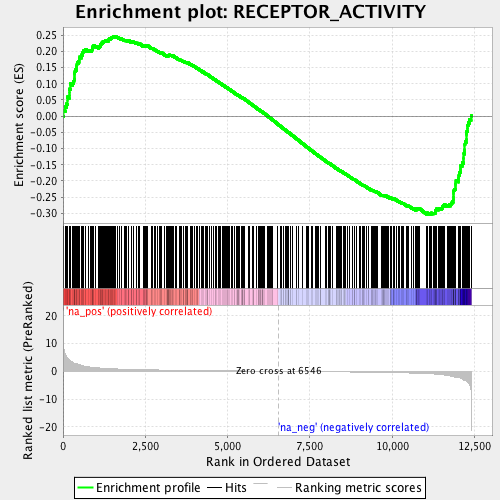 Enrichment plot: RECEPTOR_ACTIVITY
Enrichment score (ES)
0.25
0.20
0.15
0.10
0.05
0.00
-0.05
-0.10
-0.15
-0.20
-0.25
-0.30
'na_pos' (positively correlated)
Ranked list metric (PreRanked)
20
10
0
-10
-20
Zero cross at 6546
'na_neg' (negatively correlated)
0
2,500
5,000
7,500
10,000
12,500
Rank in Ordered Dataset
Enrichment profile
Hits
Ranking metric scores